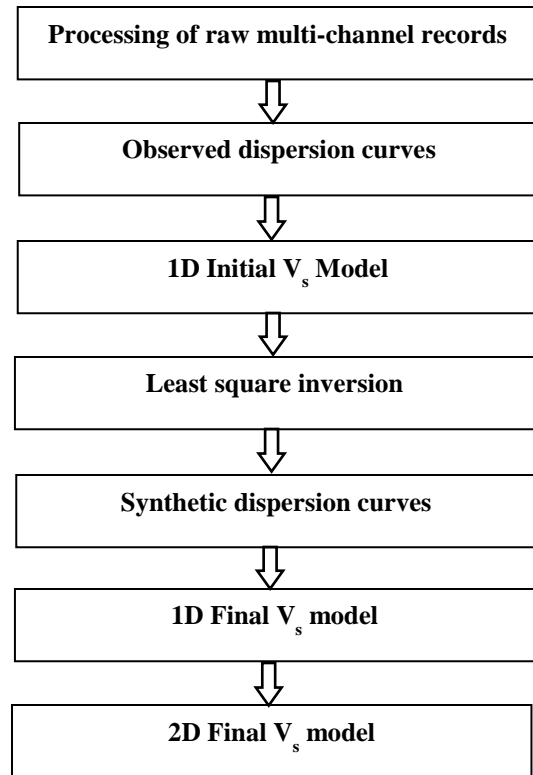 Processing of raw multi-channel records
Observed dispersion curves
1D Initial Vs Model
Least square inversion
Synthetic dispersion curves
1D Final Vs model
2D Final Vs model